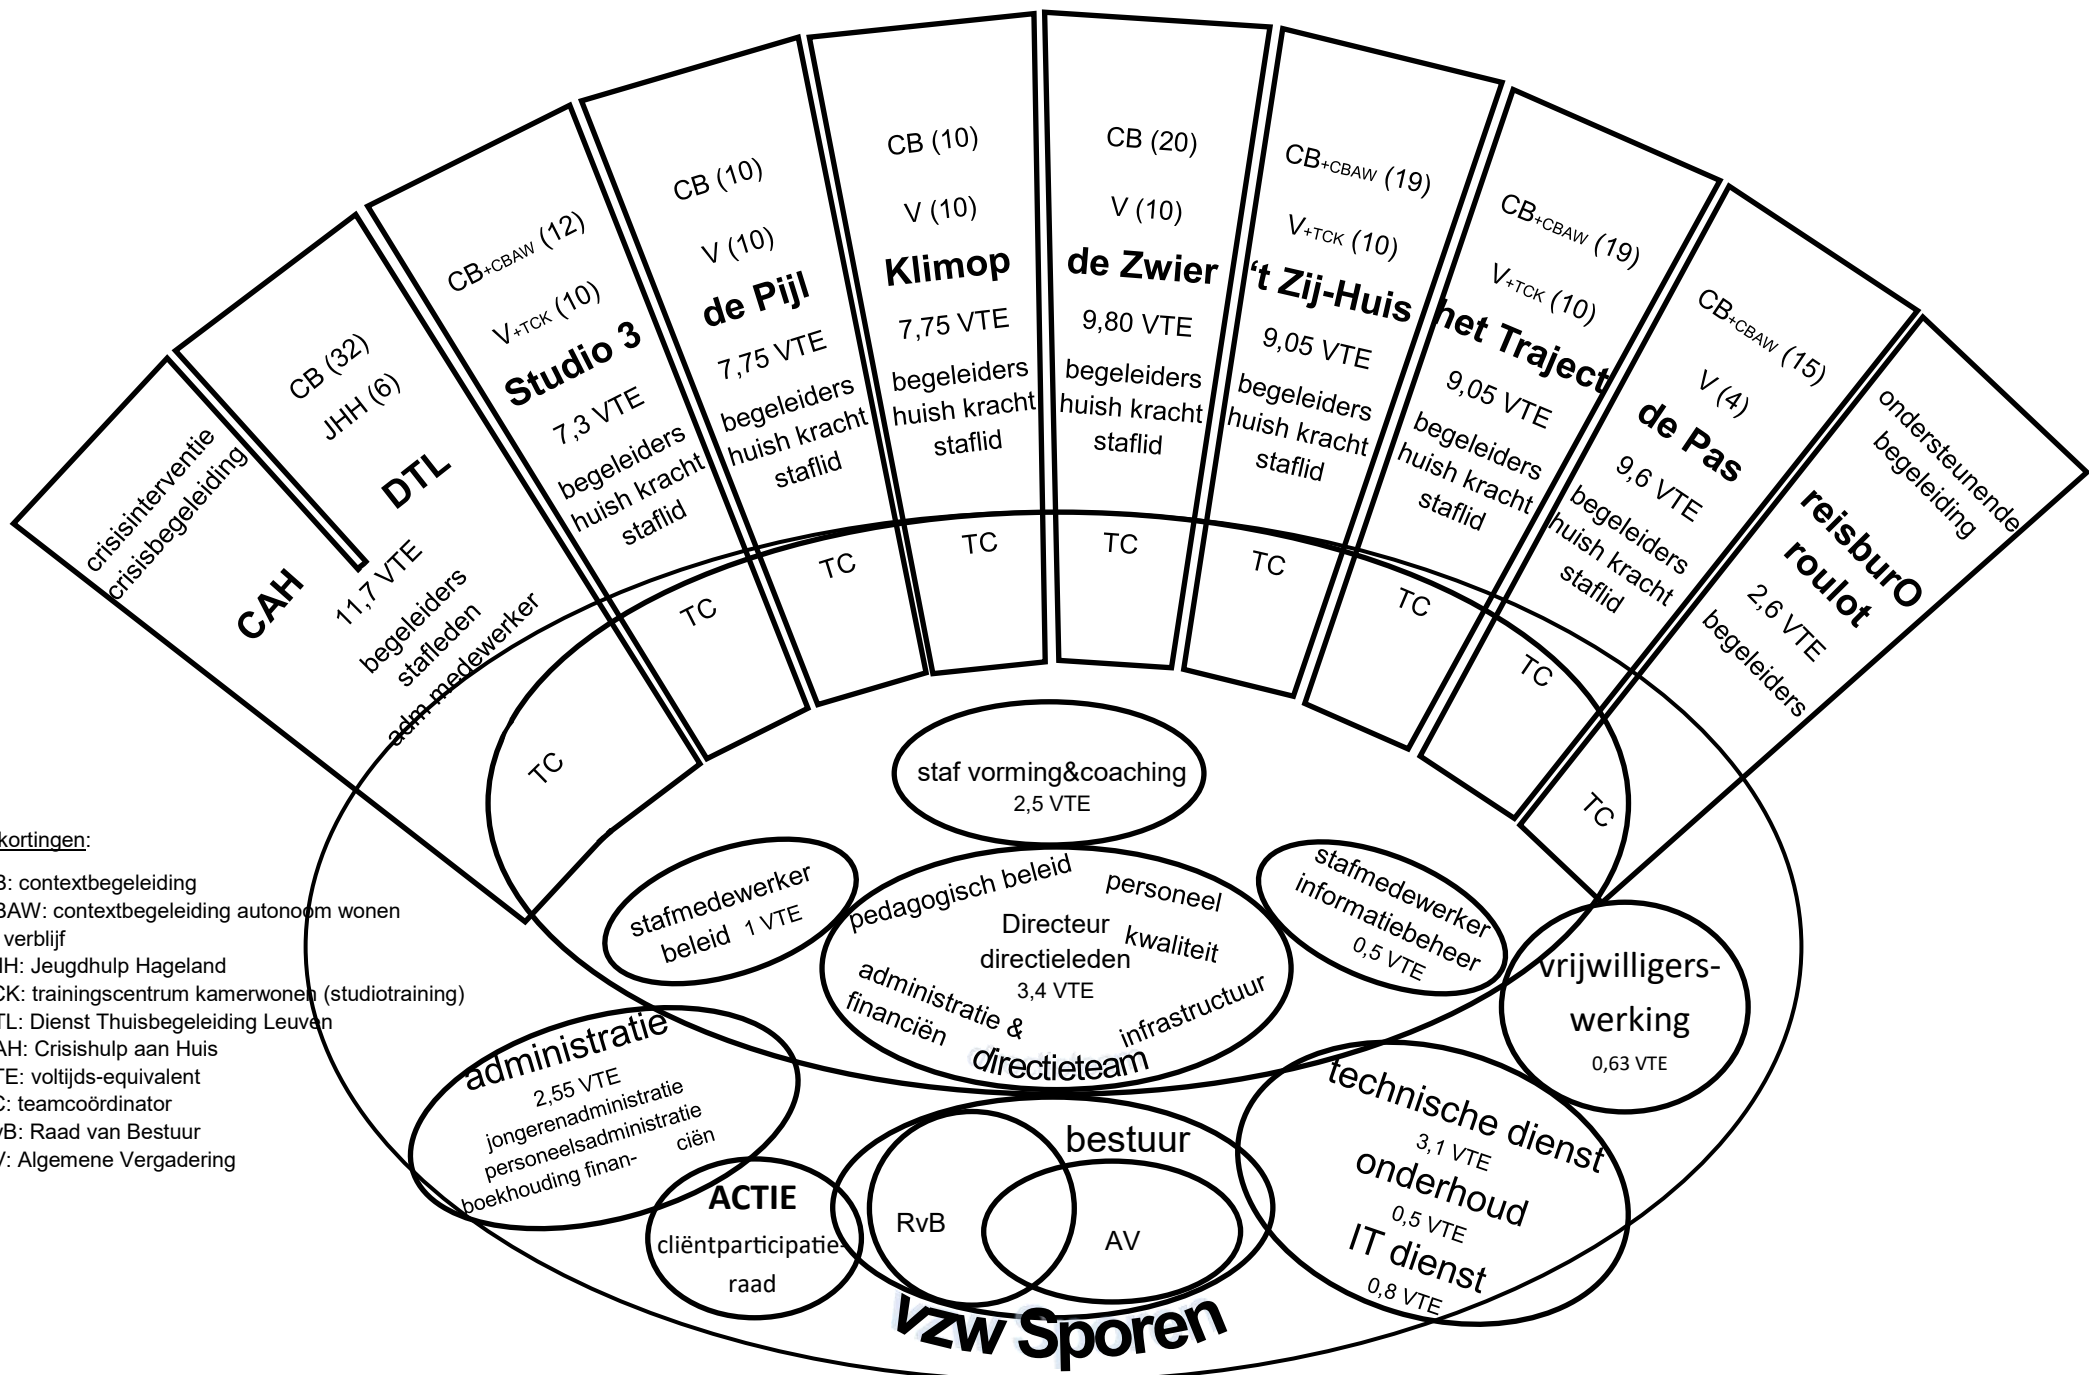 crisisinterventie
crisisbegeleiding
CAH
CB (32)
JHH (6)
DTL
11,7 VTE
begeleiders
stafleden
adm medewerker
TC
CB+CBAW (12)
V+TCK (10)
Studio 3
7,3 VTE
begeleiders
huish kracht
staflid
TC
CB (10)
V (10)
de Pijl
7,75 VTE
begeleiders
huish kracht
staflid
TC
CB (10)
V (10)
Klimop
7,75 VTE
begeleiders
huish kracht
staflid
TC
CB (20)
V (10)
de Zwier
9,80 VTE
begeleiders
huish kracht
staflid
TC
CB+CBAW (19)
V+TCK (10)
‘t Zij-Huis
9,05 VTE
begeleiders
huish kracht
staflid
TC
CB+CBAW (19)
V+TCK (10)
het Traject
9,05 VTE
begeleiders
huish kracht
staflid
TC
CB+CBAW (15)
V (4)
de Pas
9,6 VTE
begeleiders
huish kracht
staflid
TC
ondersteunende
begeleiding
reisburO
roulot
2,6 VTE
begeleiders
TC
staf vorming&coaching
2,5 VTE
stafmedewerker
beleid 1 VTE
pedagogisch beleid
personeel
Directeur
directieleden
3,4 VTE
kwaliteit
administratie &
financiën
infrastructuur
directieteam
stafmedewerker
informatiebeheer
0,5 VTE
vrijwilligers-
werking
0,63 VTE
kortingen:
B: contextbegeleiding
BAW: contextbegeleiding autonoom wonen
verblijf
HH: Jeugdhulp Hageland
CK: trainingscentrum kamerwonen (studiotraining)
TL: Dienst Thuisbegeleiding Leuven
AH: Crisishulp aan Huis
TE: voltijds-equivalent
C: teamcoördinator
vB: Raad van Bestuur
V: Algemene Vergadering
administratie
2,55 VTE
jongerenadministratie
personeelsadministratie
boekhouding finan- ciën
ACTIE
cliëntparticipatie-
raad
bestuur
RvB
AV
technische dienst
3,1 VTE
onderhoud
0,5 VTE
IT dienst
0,8 VTE
vzw Sporen